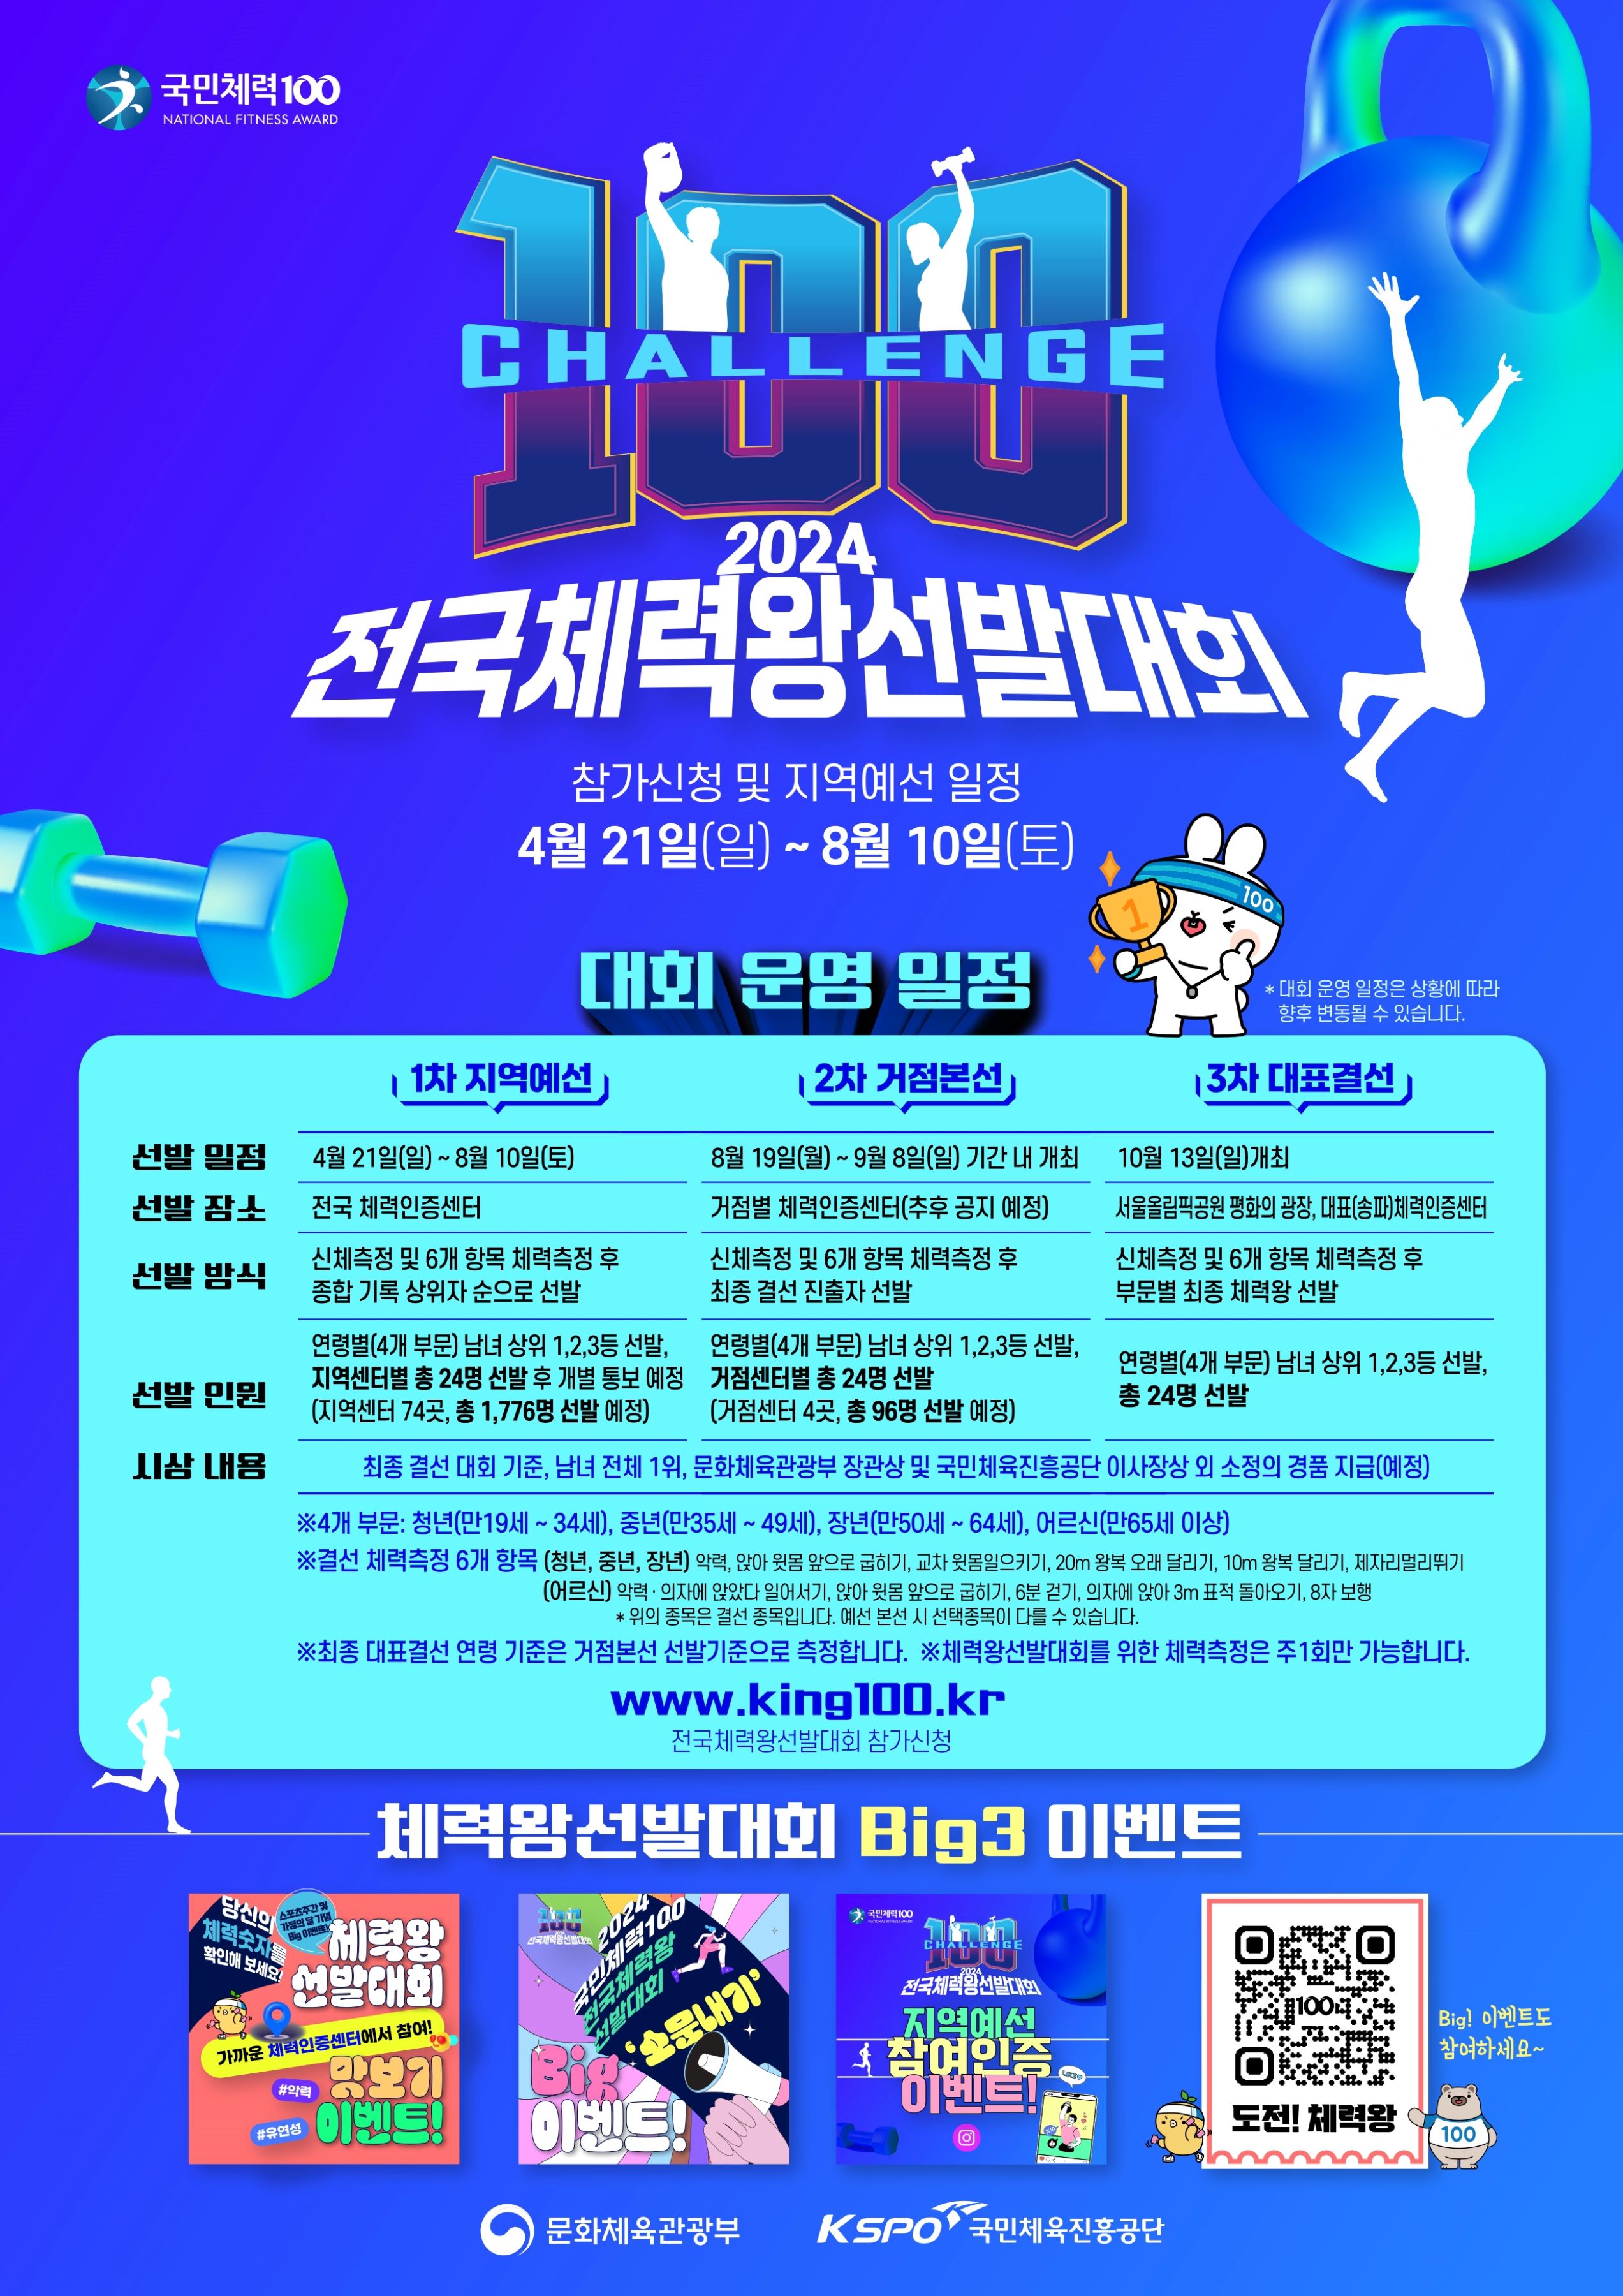 국민체력100
NATIONAL FITNESS AWARD
100
CHALLENGE
2024
전국체력왕선발대회
참가신청 및 지역예선 일정
4월 21일(일) ~ 8월 10일(토)
1
100
대회 운영 일정
* 대회 운영 일정은 상황에 따라
향후 변동될 수 있습니다.
1차 지역예선 2차 거점본선 3차 대표결선
선발 일정 4월 21일(일) ~ 8월 10일(토) 8월 19일(월) ~ 9월 8일(일) 기간 내 개최 10월 13일(일)개최
선발 장소 전국 체력인증센터 거점별 체력인증센터(추후 공지 예정) 서울올림픽공원 평화의 광장, 대표(송파)체력인증센터
선발 방식
신체측정 및 6개 항목 체력측정 후
종합 기록 상위자 순으로 선발
신체측정 및 6개 항목 체력측정 후
최종 결선 진출자 선발
신체측정 및 6개 항목 체력측정 후
부문별 최종 체력왕 선발
선발 인원
연령별(4개 부문) 남녀 상위 1,2,3등 선발,
지역센터별 총 24명 선발 후 개별 통보 예정
(지역센터 74곳, 총 1,776명 선발 예정)
연령별(4개 부문) 남녀 상위 1,2,3등 선발,
거점센터별 총 24명 선발
(거점센터 4곳, 총 96명 선발 예정)
연령별(4개 부문) 남녀 상위 1,2,3등 선발,
총 24명 선발
시상 내용 최종 결선 대회 기준, 남녀 전체 1위, 문화체육관광부 장관상 및 국민체육진흥공단 이사장상 외 소정의 경품 지급(예정)
※4개 부문: 청년(만19세 ~ 34세), 중년(만35세 ~ 49세), 장년(만50세 ~ 64세), 어르신(만65세 이상)
※결선 체력측정 6개 항목 (청년, 중년, 장년) 악력, 앉아 윗몸 앞으로 굽히기, 교차 윗몸일으키기, 20m 왕복 오래 달리기, 10m 왕복 달리기, 제자리멀리뛰기
(어르신) 악력 · 의자에 앉았다 일어서기, 앉아 윗몸 앞으로 굽히기, 6분 걷기, 의자에 앉아 3m 표적 돌아오기, 8자 보행
* 위의 종목은 결선 종목입니다. 예선 본선 시 선택종목이 다를 수 있습니다.
※최종 대표결선 연령 기준은 거점본선 선발기준으로 측정합니다. ※체력왕선발대회를 위한 체력측정은 주1회만 가능합니다.
www.king100.kr
전국체력왕선발대회 참가신청
체력왕선발대회 Big3 이벤트
당신의
체력숫자를
확인해 보세요!
스포츠주간 및
가정의 달 기념
Big 이벤트!
체력왕
선발대회
가까운 체력인증센터에서 참여!
#악력
맛보기
#유연성
이벤트!
100
전국체력왕선발대회
2024
국민체력100
전국체력왕
선발대회
'소문내기'
Big
이벤트!
국민체력100
100
CHALLENGE
2024
전국체력왕선발대회
지역예선
참여인증
이벤트!
100
도전! 체력왕
Big! 이벤트도
참여하세요~
100
문화체육관광부
KSPO 국민체육진흥공단